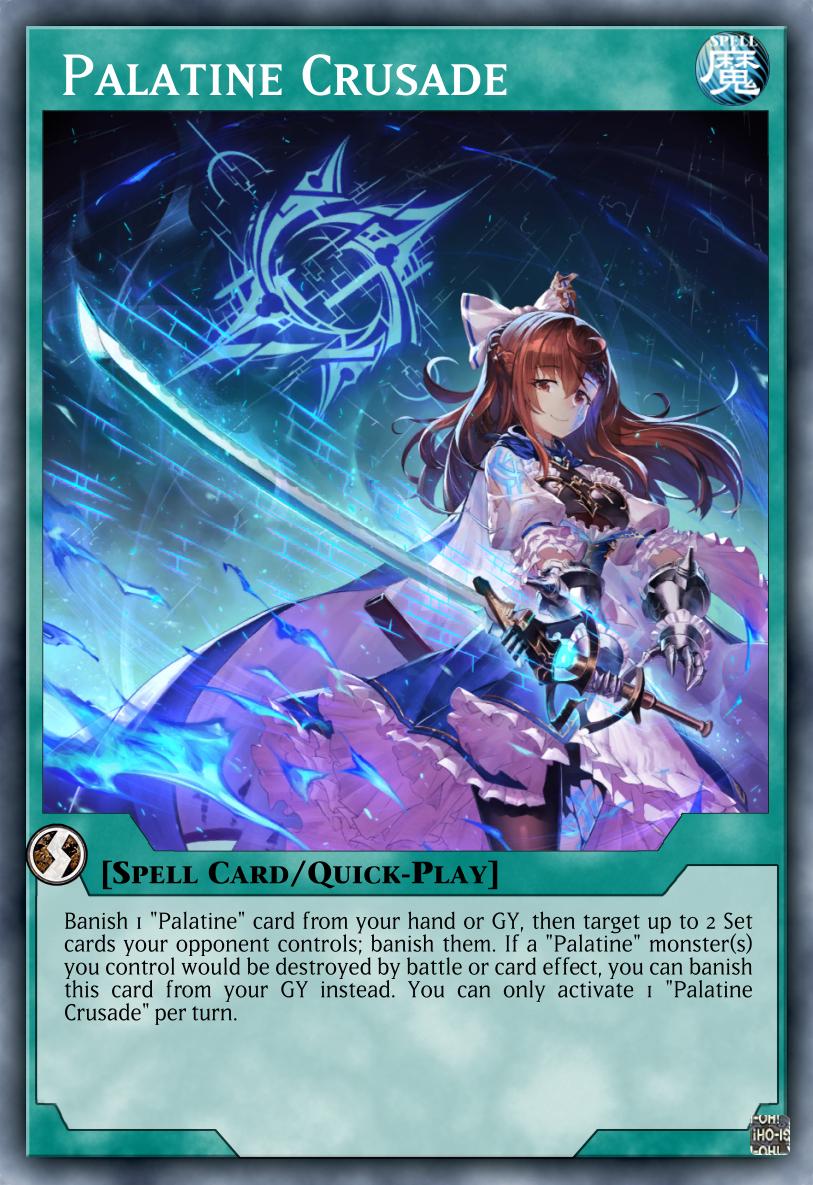 Palatine Crusade
SPELL
魔
[Spell Card/Quick-Play]
Banish 1 "Palatine" card from your hand or GY, then target up to 2 Set
cards your opponent controls; banish them. If a "Palatine" monster(s)
you control would be destroyed by battle or card effect, you can banish
this card from your GY instead. You can only activate 1 "Palatine
Crusade" per turn.